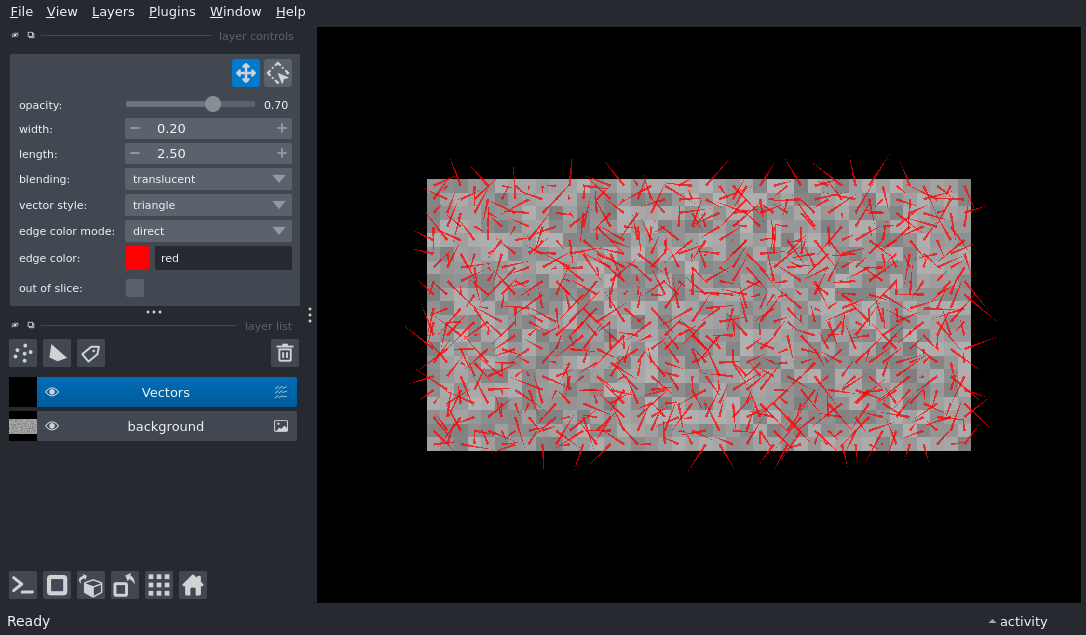 File View Layers Plugins Window Help
layer controls
opacity: 0.70
width: 0.20
length: 2.50
blending: translucent
vector style: triangle
edge color mode: direct
edge color: red
out of slice:
layer list
Vectors
background
Ready
activity